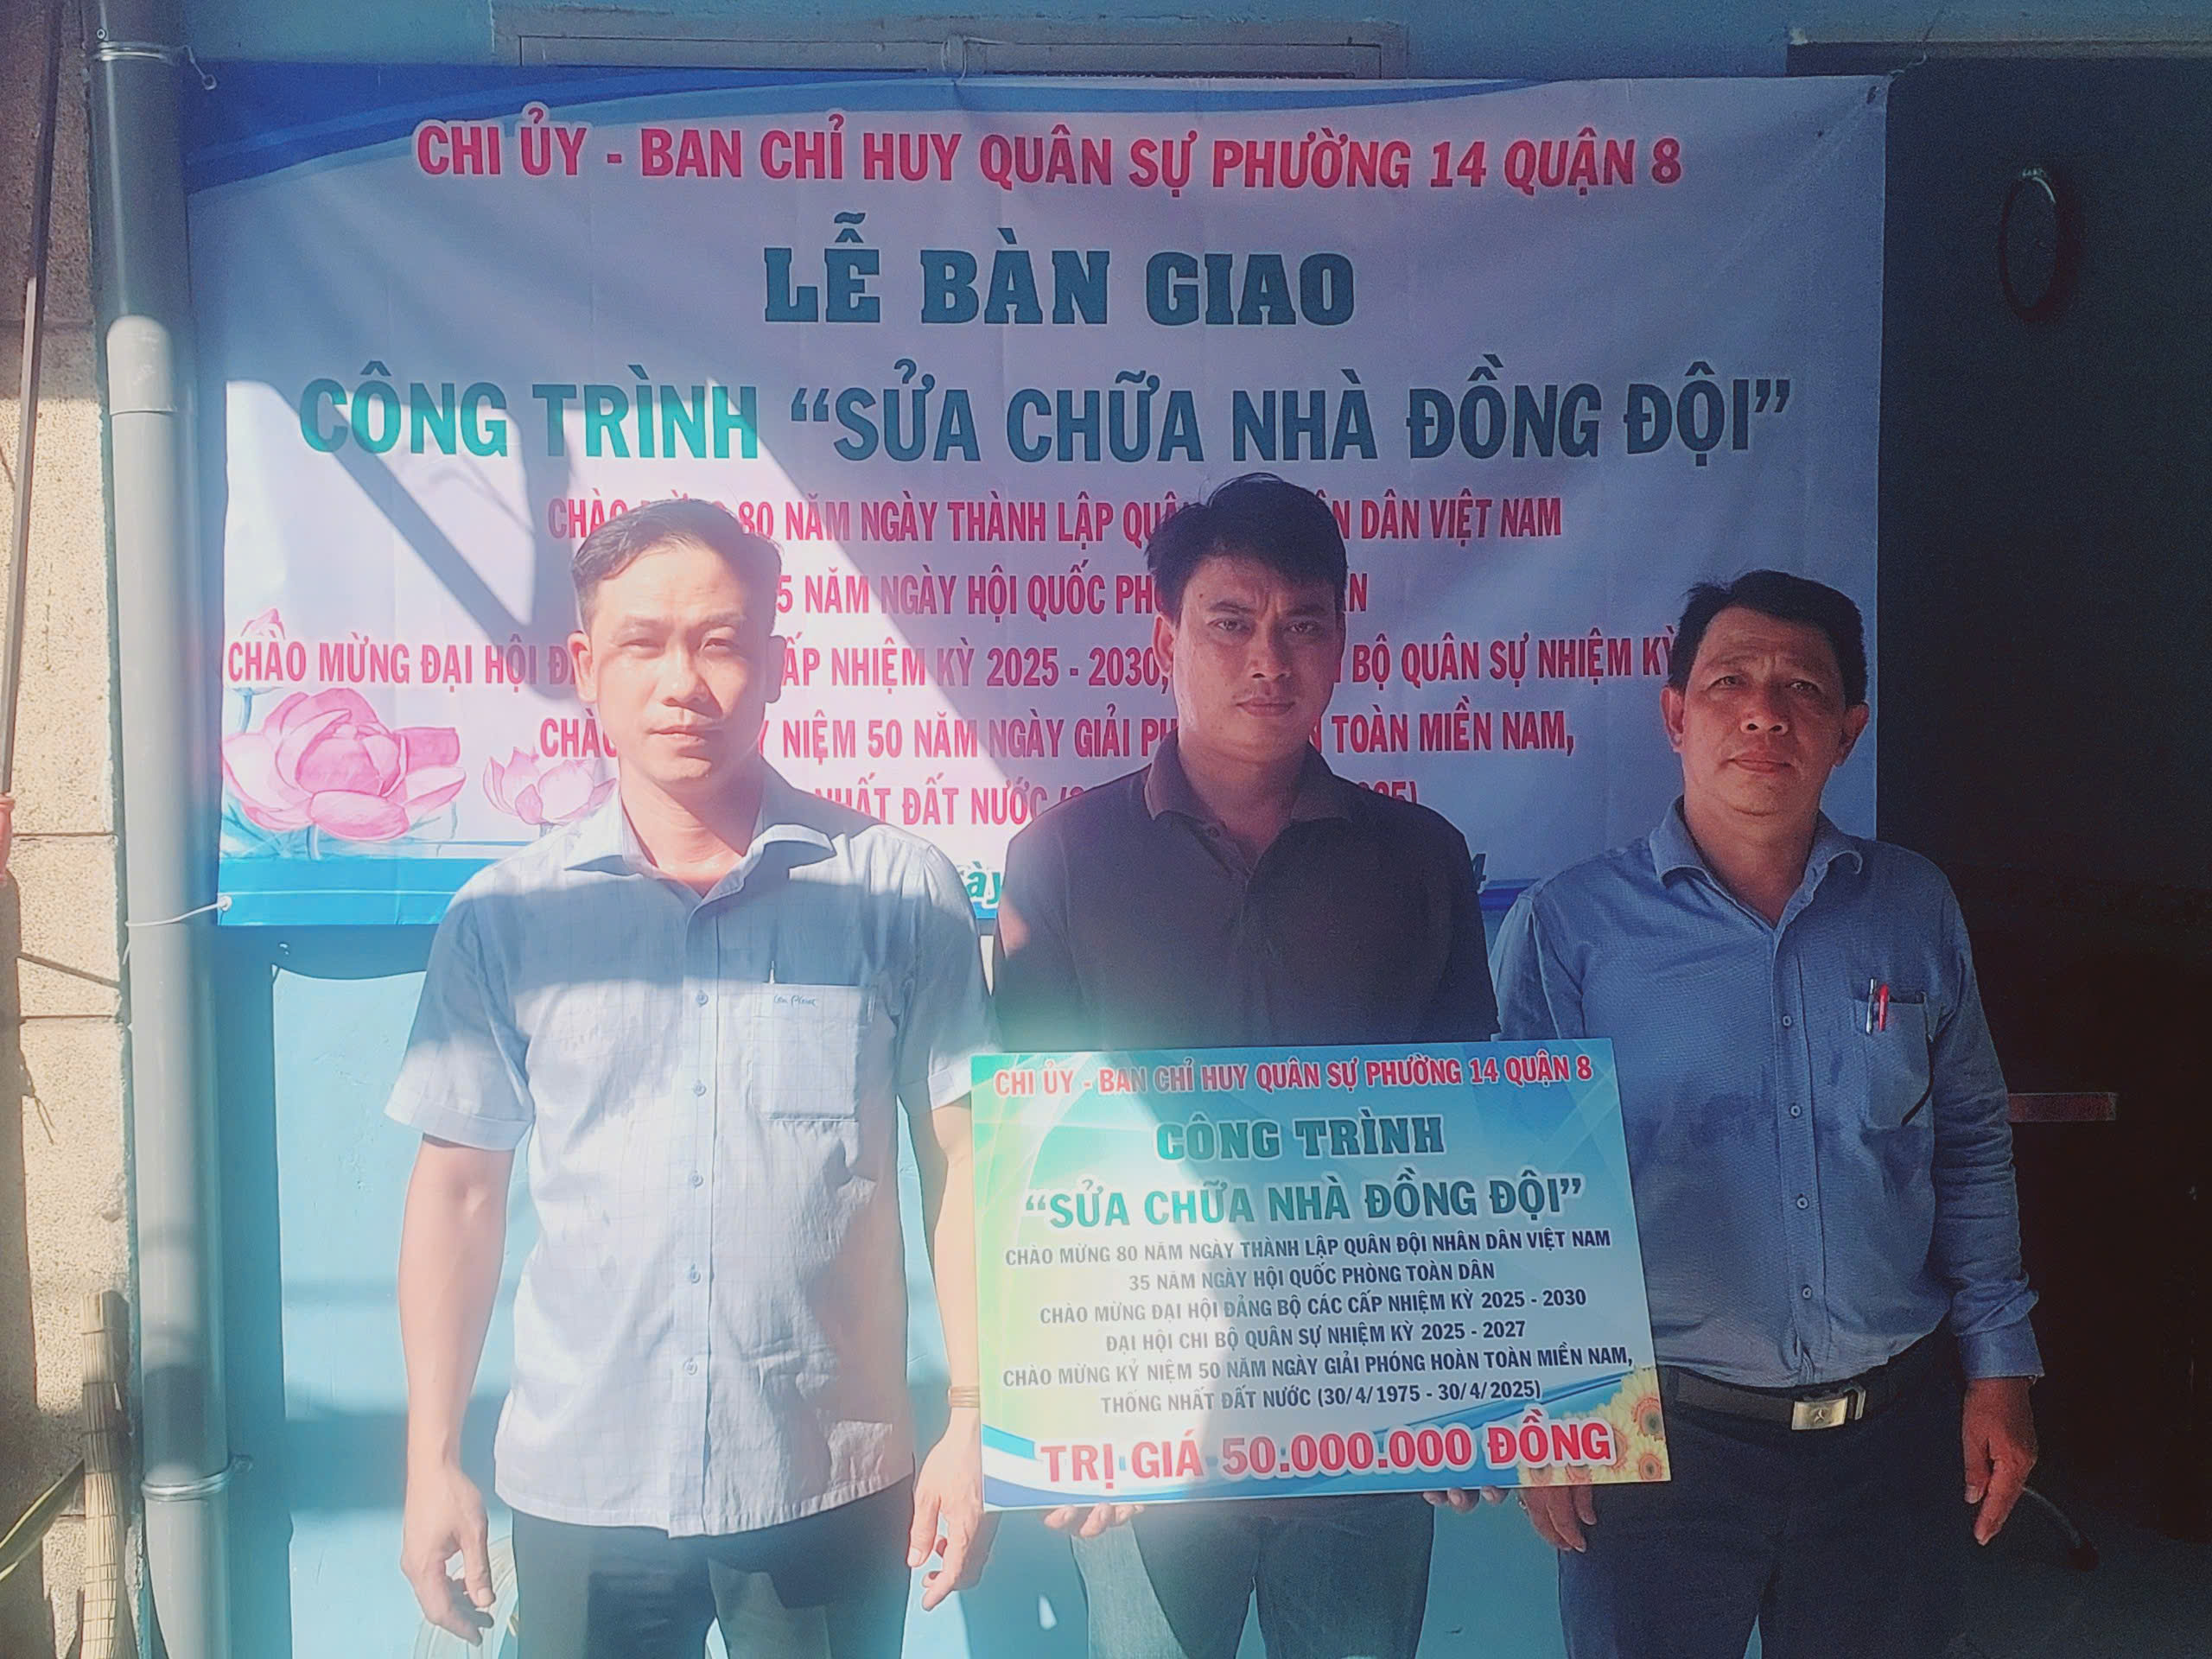 CHI ỦY - BAN CHỈ HUY QUÂN SỰ PHƯỜNG 14 QUẬN 8
LỄ BÀN GIAO
CÔNG TRÌNH “SỬA CHỮA NHÀ ĐỒNG ĐỘI”
CHÀO 80 NĂM NGÀY THÀNH LẬP DÂN VIỆT NAM
5 NĂM NGÀY HỘI QUỐC
CHÀO MỪNG ĐẠI HỘI CẤP NHIỆM KỲ 2025 - 2030, BỘ QUÂN SỰ NHIỆM KỲ
NIỆM 50 NĂM NGÀY GIẢI TOÀN MIỀN NAM,
NHẤT ĐẤT NƯỚC
CHI ỦY - BAN CHỈ HUY QUÂN SỰ PHƯỜNG 14 QUẬN 8
CÔNG TRÌNH
“SỬA CHỮA NHÀ ĐỒNG ĐỘI”
CHÀO MỪNG 80 NĂM NGÀY THÀNH LẬP QUÂN ĐỘI NHÂN DÂN VIỆT NAM
35 NĂM NGÀY HỘI QUỐC PHÒNG TOÀN DÂN
CHÀO MỪNG ĐẠI HỘI ĐẢNG BỘ CÁC CẤP NHIỆM KỲ 2025 - 2030
ĐẠI HỘI CHI BỘ QUÂN SỰ NHIỆM KỲ 2025 - 2027
CHÀO MỪNG KỶ NIỆM 50 NĂM NGÀY GIẢI PHÓNG HOÀN TOÀN MIỀN NAM,
THỐNG NHẤT ĐẤT NƯỚC (30/4/1975 - 30/4/2025)
TRỊ GIÁ 50.000.000 ĐỒNG